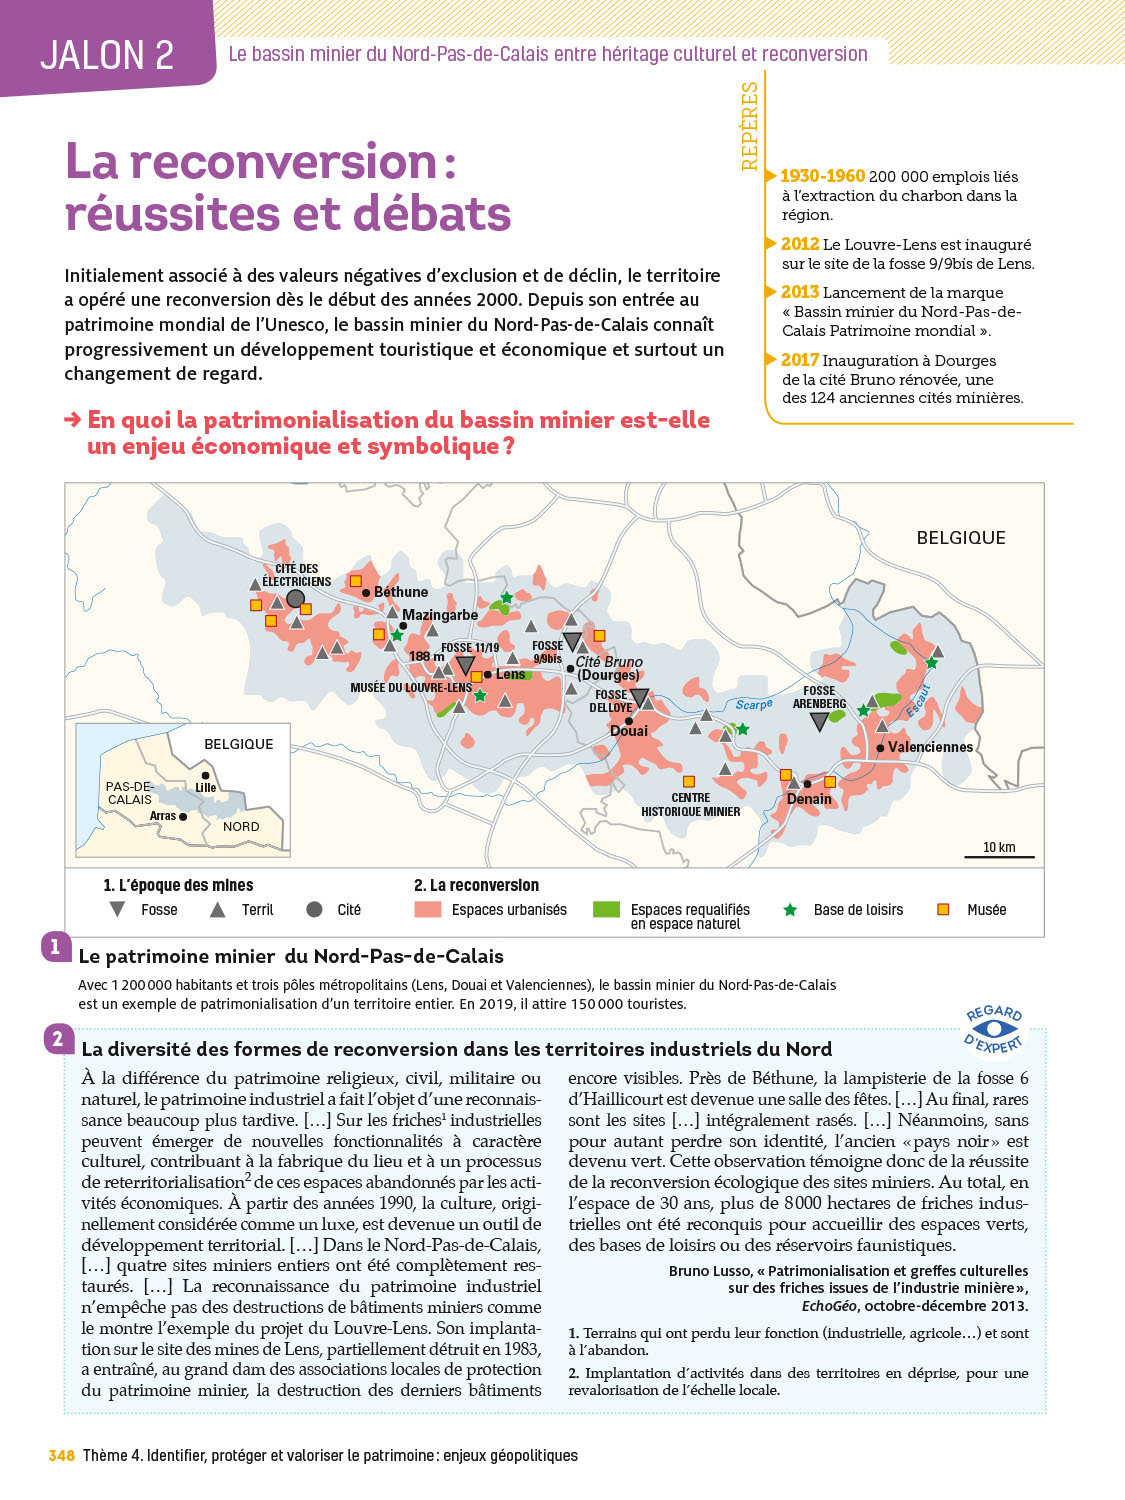 JALON 2
Le bassin minier du Nord-Pas-de-Calais entre héritage culturel et reconversion
La reconversion :
réussites et débats
Initialement associé à des valeurs négatives d'exclusion et de déclin, le territoire
a opéré une reconversion dès le début des années 2000. Depuis son entrée au
patrimoine mondial de l'Unesco, le bassin minier du Nord-Pas-de-Calais connaît
progressivement un développement touristique et économique et surtout un
changement de regard.
→ En quoi la patrimonialisation du bassin minier est-elle
un enjeu économique et symbolique ?
REPÈRES
1930-1960 200 000 emplois liés
à l'extraction du charbon dans la
région.
2012 Le Louvre-Lens est inauguré
sur le site de la fosse 9/9bis de Lens.
2013 Lancement de la marque
« Bassin minier du Nord-Pas-de-
Calais Patrimoine mondial ».
2017 Inauguration à Dourges
de la cité Bruno rénovée, une
des 124 anciennes cités minières.
BELGIQUE
CITÉ DES
ÉLECTRICIENS
Béthune
Mazingarbe
188 m
FOSSE 11/19
Lens
MUSÉE DU LOUVRE-LENS
FOSSE
9/9bis
Cité Bruno
(Dourges)
FOSSE
DELLOYE
Douai
Scarpe
FOSSE
ARENBERG
Escaut
Valenciennes
CENTRE
HISTORIQUE MINIER
Denain
10 km
BELGIQUE
PAS-DE-
CALAIS
Lille
Arras
NORD
1. L'époque des mines
Fosse
Territ
Cité
2. La reconversion
Espaces urbanisés
Espaces requalifiés
en espace naturel
Base de loisirs
Musée
1
Le patrimoine minier du Nord-Pas-de-Calais
Avec 1 200 000 habitants et trois pôles métropolitains (Lens, Douai et Valenciennes), le bassin minier du Nord-Pas-de-Calais
est un exemple de patrimonialisation d'un territoire entier. En 2019, il attire 150 000 touristes.
REGARD
D'EXPERT
2
La diversité des formes de reconversion dans les territoires industriels du Nord
À la différence du patrimoine religieux, civil, militaire ou
naturel, le patrimoine industriel a fait l'objet d'une reconnais-
sance beaucoup plus tardive. […] Sur les friches¹ industrielles
peuvent émerger de nouvelles fonctionnalités à caractère
culturel, contribuant à la fabrique du lieu et à un processus
de reterritorialisation² de ces espaces abandonnés par les acti-
vités économiques. À partir des années 1990, la culture, origi-
nellement considérée comme un luxe, est devenue un outil de
développement territorial. […] Dans le Nord-Pas-de-Calais,
[…] quatre sites miniers entiers ont été complètement res-
taurés. […] La reconnaissance du patrimoine industriel
n'empêche pas des destructions de bâtiments miniers comme
le montre l'exemple du projet du Louvre-Lens. Son implanta-
tion sur le site des mines de Lens, partiellement détruit en 1983,
a entraîné, au grand dam des associations locales de protection
du patrimoine minier, la destruction des derniers bâtiments
encore visibles. Près de Béthune, la lampisterie de la fosse 6
d'Haillicourt est devenue une salle des fêtes. […] Au final, rares
sont les sites […] intégralement rasés. […] Néanmoins, sans
pour autant perdre son identité, l'ancien « pays noir » est
devenu vert. Cette observation témoigne donc de la réussite
de la reconversion écologique des sites miniers. Au total, en
l'espace de 30 ans, plus de 8 000 hectares de friches indus-
trielles ont été reconquis pour accueillir des espaces verts,
des bases de loisirs ou des réservoirs faunistiques.
Bruno Lusso, « Patrimonialisation et greffes culturelles
sur des friches issues de l'industrie minière »,
EchoGéo, octobre-décembre 2013.
1. Terrains qui ont perdu leur fonction (industrielle, agricole…) et sont
à l'abandon.
2. Implantation d'activités dans des territoires en déprise, pour une
revalorisation de l'échelle locale.
348 Thème 4. Identifier, protéger et valoriser le patrimoine : enjeux géopolitiques